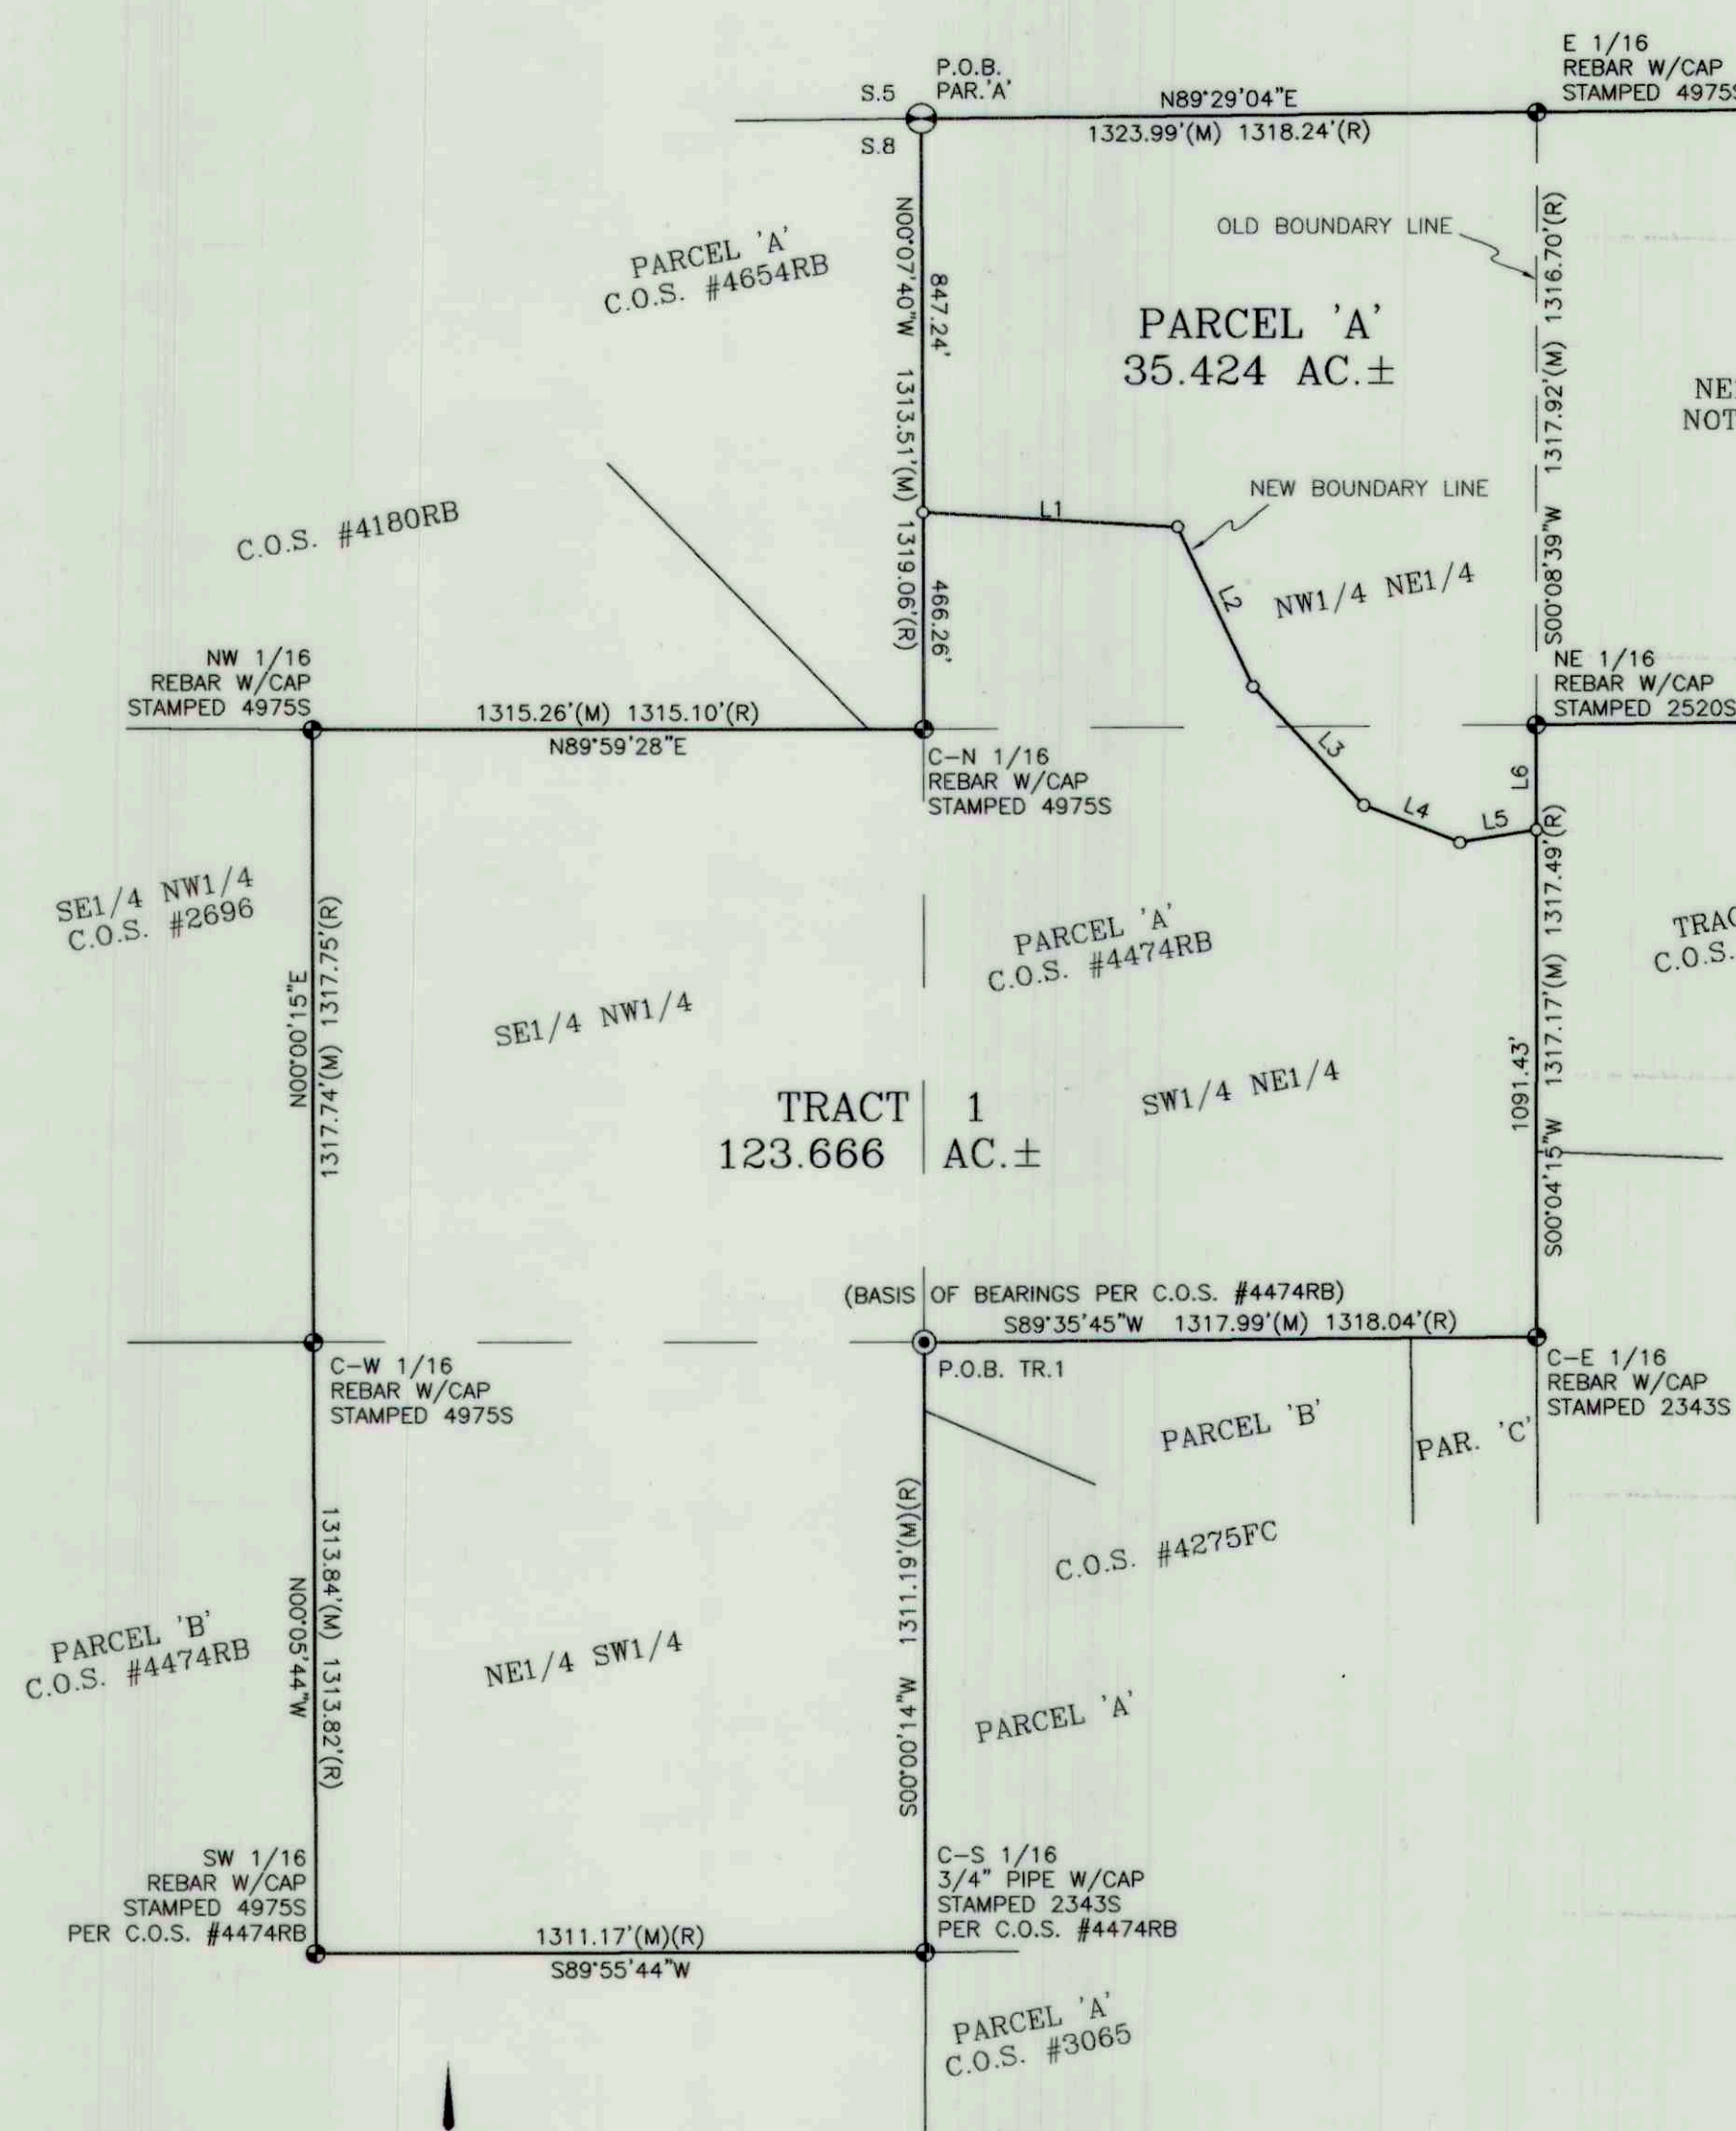 E 1/16
REBAR W/CAP
STAMPED 4975S
P.O.B.
PAR.'A'
S.5
S.8
N89°29'04"E
1323.99'(M) 1318.24'(R)
OLD BOUNDARY LINE
N00°07'40"W 1313.51'(M) 1319.06'(R)
847.24'
466.26'
S00°08'39"W 1317.92'(M) 1316.70'(R)
PARCEL 'A'
C.O.S. #4654RB
PARCEL 'A'
35.424 AC.±
NOT
NEW BOUNDARY LINE
L1
L2
C.O.S. #4180RB
NW1/4 NE1/4
NW 1/16
REBAR W/CAP
STAMPED 4975S
1315.26'(M) 1315.10'(R)
N89°59'28"E
NE 1/16
REBAR W/CAP
STAMPED 2520S
C-N 1/16
REBAR W/CAP
STAMPED 4975S
L3
L4
L5
L6
SE1/4 NW1/4
C.O.S. #2696
N00°00'15"E
1317.74'(M) 1317.75'(R)
PARCEL 'A'
C.O.S. #4474RB
C.O.S.
SE1/4 NW1/4
SW1/4 NE1/4
TRACT 1
123.666 AC.±
1091.43'
S00°04'15"W 1317.17'(M) 1317.49'(R)
(BASIS OF BEARINGS PER C.O.S. #4474RB)
S89°35'45"W 1317.99'(M) 1318.04'(R)
P.O.B. TR.1
C-W 1/16
REBAR W/CAP
STAMPED 4975S
C-E 1/16
REBAR W/CAP
STAMPED 2343S
PARCEL 'B'
PAR. 'C'
C.O.S. #4275FC
PARCEL 'B'
C.O.S. #4474RB
N00°05'44"W
1313.84'(M) 1313.82'(R)
NE1/4 SW1/4
S00°00'14"W 1311.19'(M)(R)
PARCEL 'A'
SW 1/16
REBAR W/CAP
STAMPED 4975S
PER C.O.S. #4474RB
C-S 1/16
3/4" PIPE W/CAP
STAMPED 2343S
PER C.O.S. #4474RB
1311.17'(M)(R)
S89°55'44"W
PARCEL 'A'
C.O.S. #3065